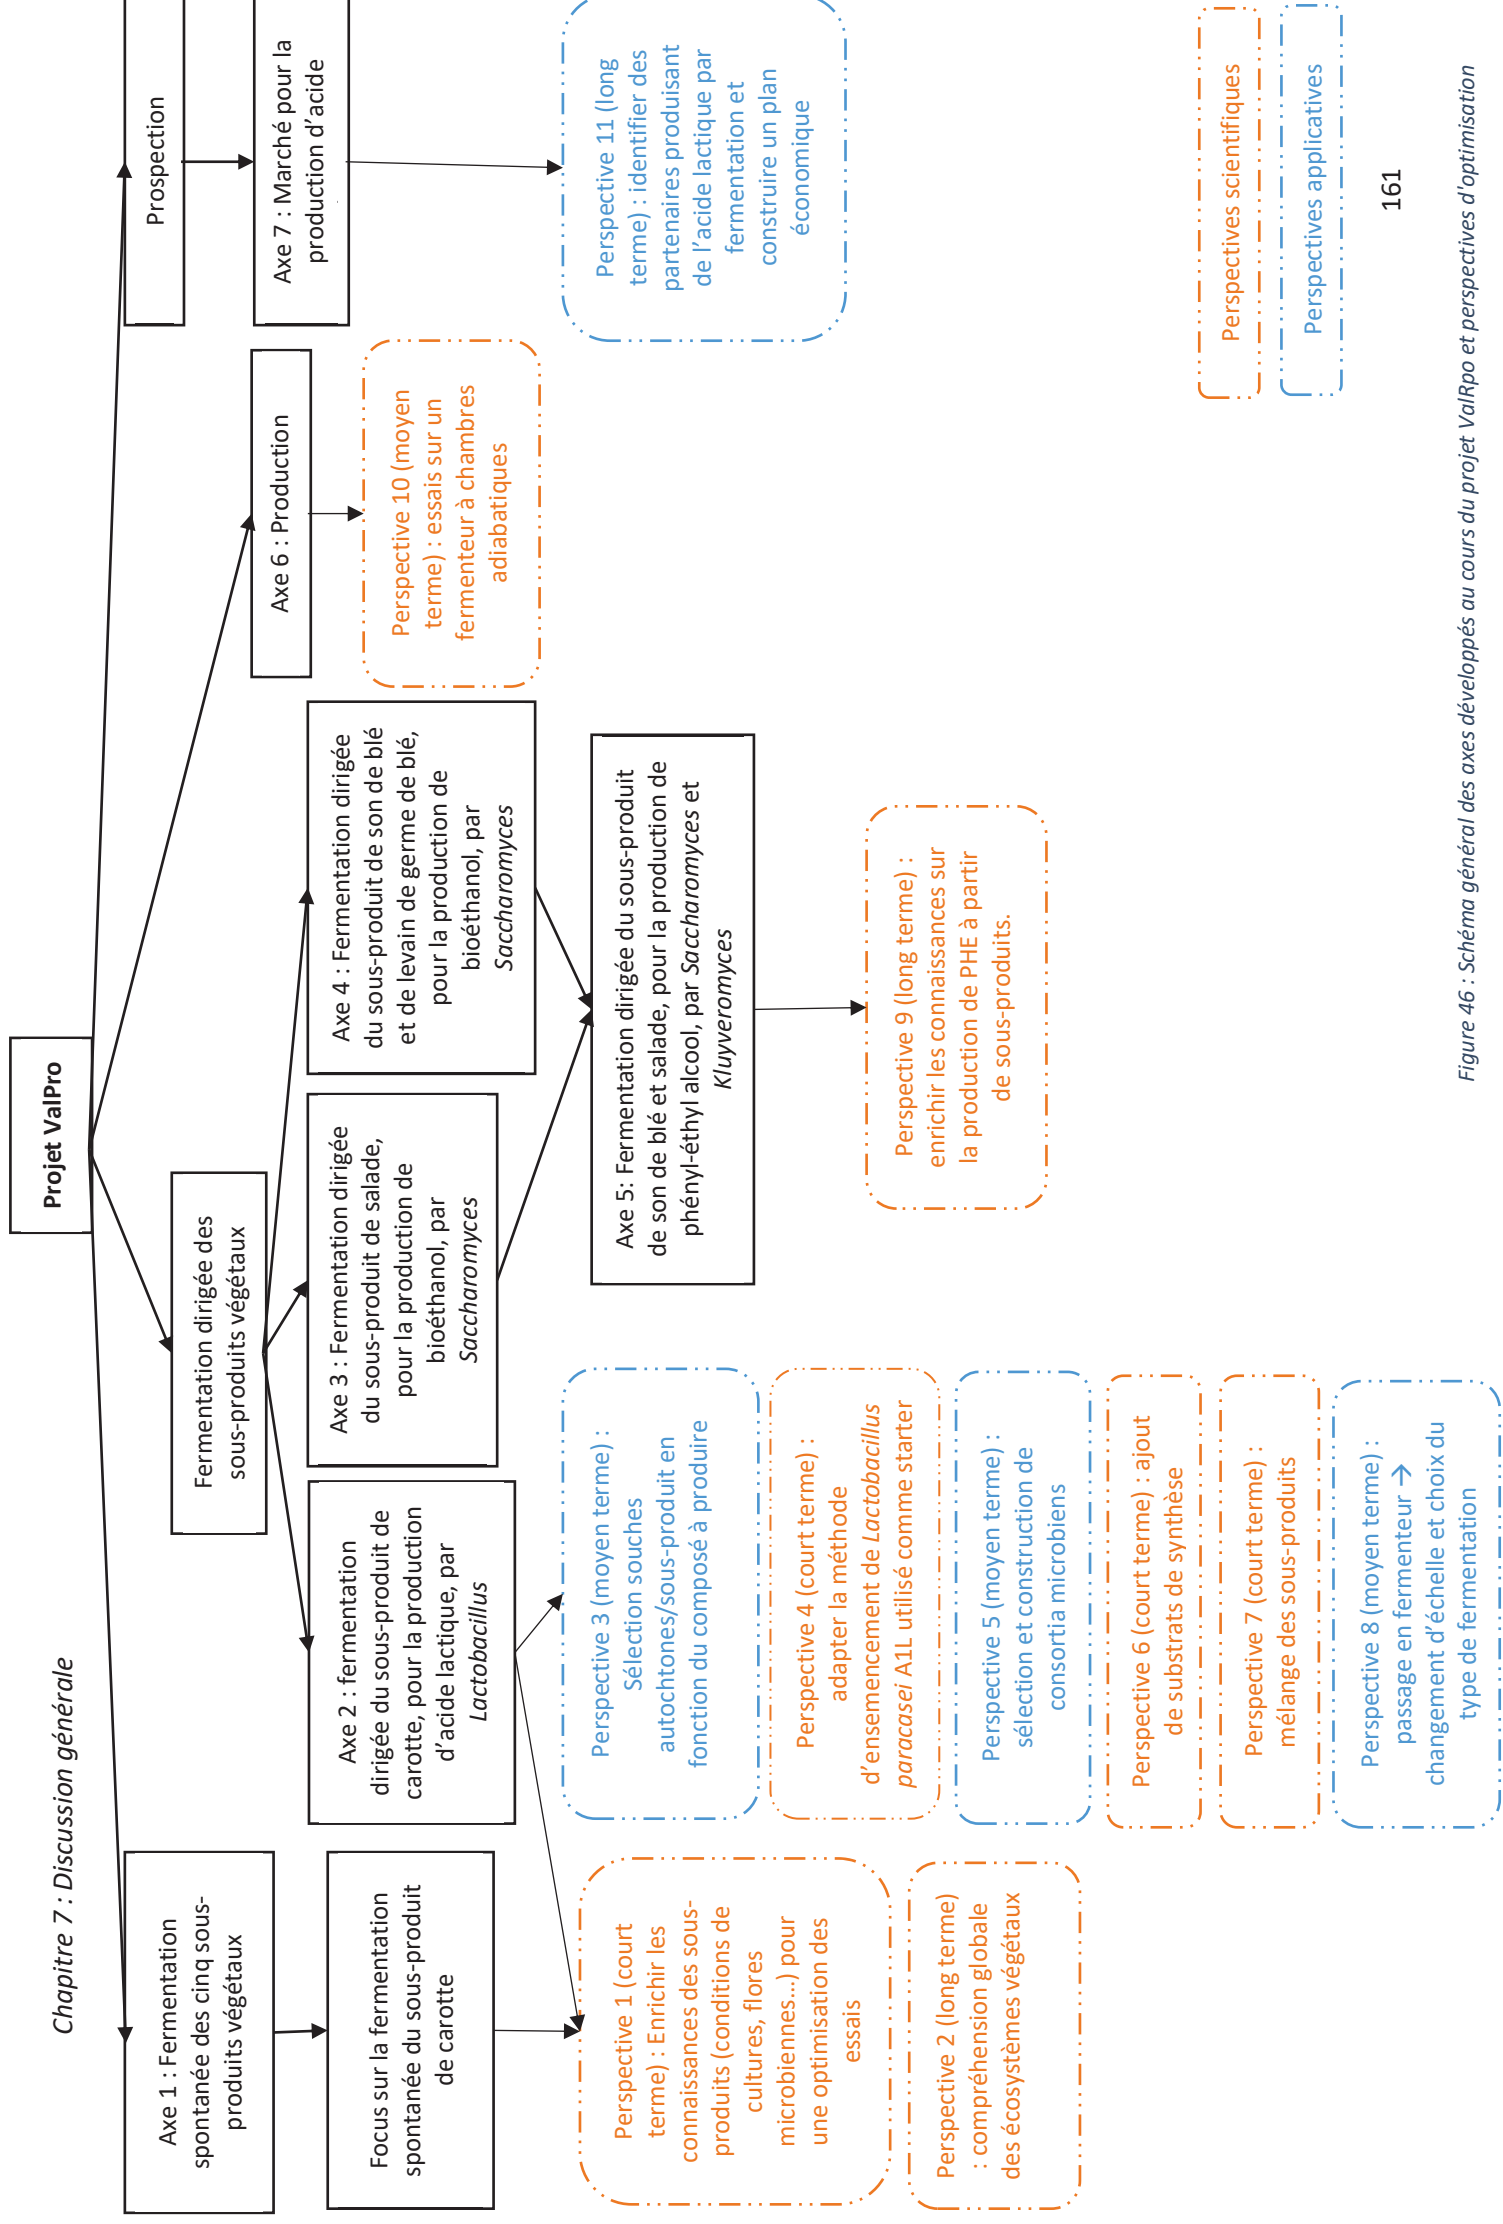 Chapitre 7 : Discussion générale
Projet ValPro
Axe 1 : Fermentation
spontanée des cinq sous-
produits végétaux
Focus sur la fermentation
spontanée du sous-produit
de carotte
Perspective 1 (court
terme) : Enrichir les
connaissances des sous-
produits (conditions de
cultures, flores
microbiennes...) pour
une optimisation des
essais
Perspective 2 (long terme)
: compréhension globale
des écosystèmes végétaux
Fermentation dirigée des
sous-produits végétaux
Axe 2 : fermentation
dirigée du sous-produit de
carotte, pour la production
d’acide lactique, par
Lactobacillus
Perspective 3 (moyen terme) :
Sélection souches
autochtones/sous-produit en
fonction du composé à produire
Perspective 4 (court terme) :
adapter la méthode
d’ensemencement de Lactobacillus
paracasei A1L utilisé comme starter
Perspective 5 (moyen terme) :
sélection et construction de
consortia microbiens
Perspective 6 (court terme) : ajout
de substrats de synthèse
Perspective 7 (court terme) :
mélange des sous-produits
Perspective 8 (moyen terme) :
passage en fermenteur →
changement d’échelle et choix du
type de fermentation
Axe 3 : Fermentation dirigée
du sous-produit de salade,
pour la production de
bioéthanol, par
Saccharomyces
Axe 4 : Fermentation dirigée
du sous-produit de son de blé
et de levain de germe de blé,
pour la production de
bioéthanol, par
Saccharomyces
Axe 5: Fermentation dirigée du sous-produit
de son de blé et salade, pour la production de
phényl-éthyl alcool, par Saccharomyces et
Kluyveromyces
Perspective 9 (long terme) :
enrichir les connaissances sur
la production de PHE à partir
de sous-produits.
Axe 6 : Production
Perspective 10 (moyen
terme) : essais sur un
fermenteur à chambres
adiabatiques
Prospection
Axe 7 : Marché pour la
production d’acide
Perspective 11 (long
terme) : identifier des
partenaires produisant
de l’acide lactique par
fermentation et
construire un plan
économique
Perspectives scientifiques
Perspectives applicatives
161
Figure 46 : Schéma général des axes développés au cours du projet ValRpo et perspectives d'optimisation